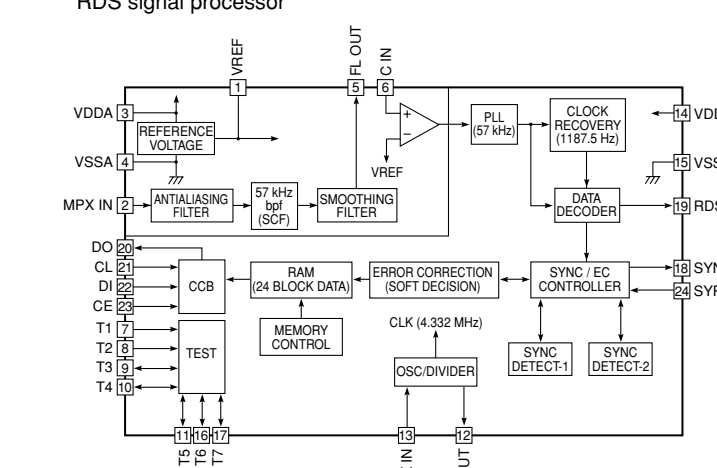 RDS signal processor
VREF
FL OUT
C IN
1
5
6
VDDA 3
REFERENCE
VOLTAGE
VSSA 4
MPX IN 2
ANTIALIASING
FILTER
57 kHz
bpf
(SCF)
SMOOTHING
FILTER
+
−
VREF
PLL
(57 kHz)
CLOCK
RECOVERY
(1187.5 Hz)
DATA
DECODER
14
15
19
DO 20
CL 21
DI 22
CE 23
CCB
RAM
(24 BLOCK DATA)
ERROR CORRECTION
(SOFT DECISION)
SYNC / EC
CONTROLLER
18
24
MEMORY
CONTROL
CLK (4.332 MHz)
OSC/DIVIDER
SYNC
DETECT-1
SYNC
DETECT-2
T1 7
T2 8
T3 9
T4 10
TEST
11 16 17
T5
T6
T7
13
12
IN